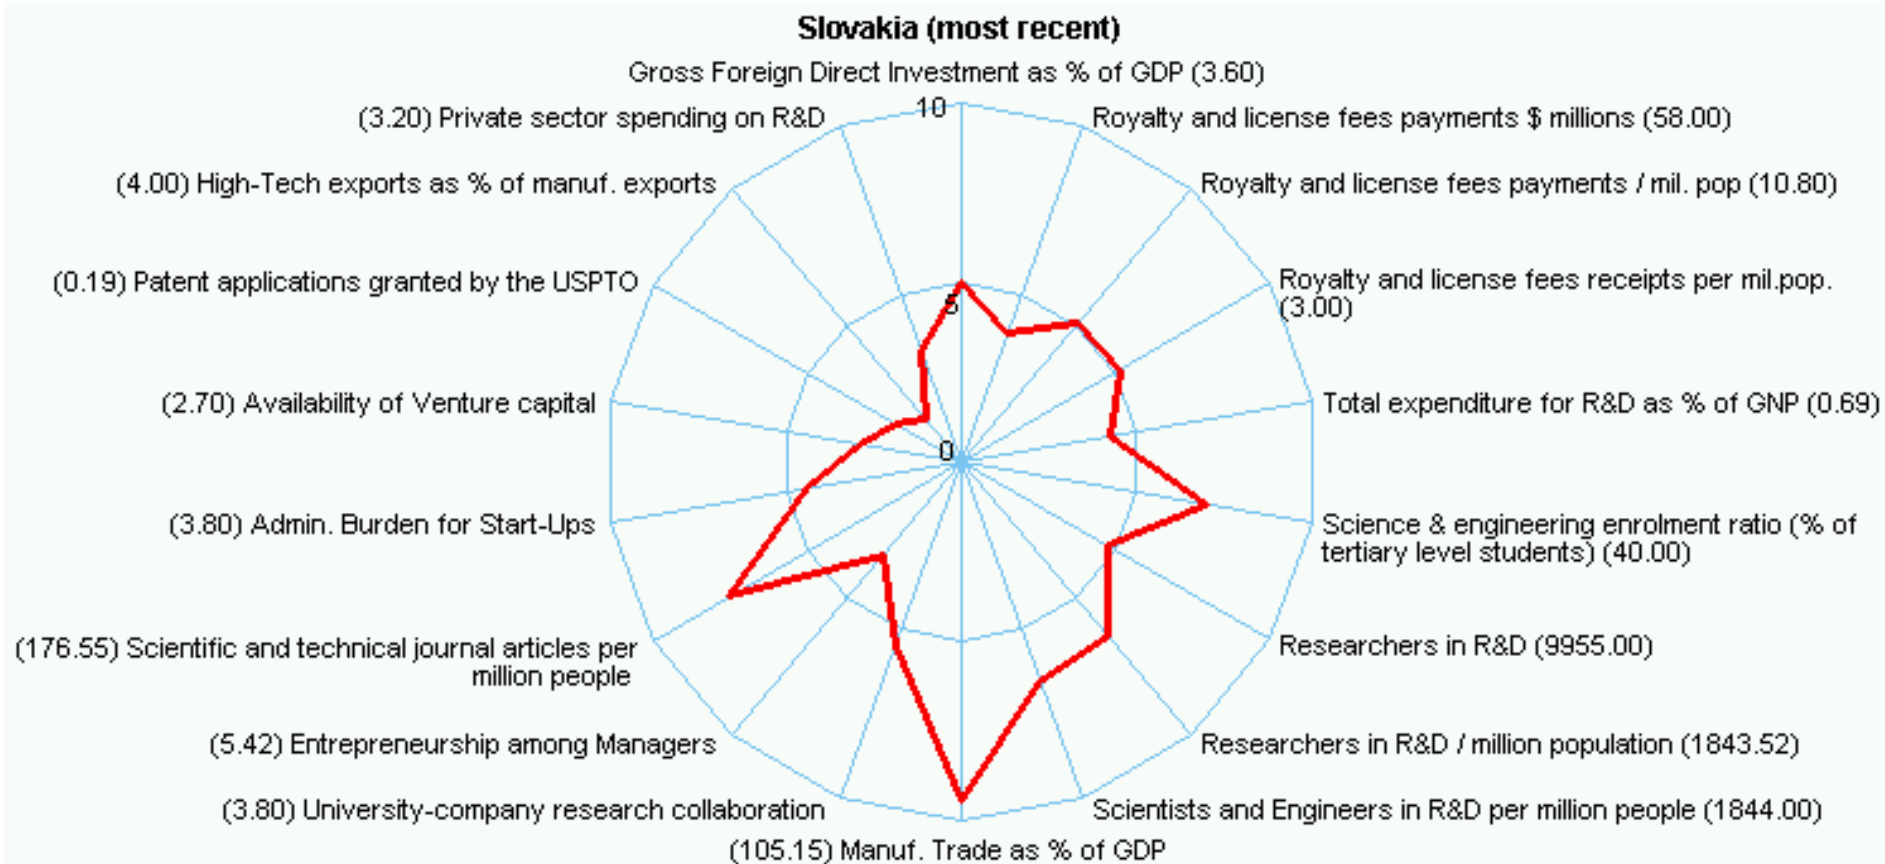 Slovakia (most recent)
Gross Foreign Direct Investment as % of GDP (3.60)
10
(3.20) Private sector spending on R&D
Royalty and license fees payments $ millions (58.00)
(4.00) High-Tech exports as % of manuf. exports
Royalty and license fees payments / mil. pop (10.80)
(0.19) Patent applications granted by the USPTO
Royalty and license fees receipts per mil.pop.
(3.00)
5
(2.70) Availability of Venture capital
Total expenditure for R&D as % of GNP (0.69)
0
(3.80) Admin. Burden for Start-Ups
Science & engineering enrolment ratio (% of
tertiary level students) (40.00)
(176.55) Scientific and technical journal articles per
million people
Researchers in R&D (9955.00)
(5.42) Entrepreneurship among Managers
Researchers in R&D / million population (1843.52)
(3.80) University-company research collaboration
Scientists and Engineers in R&D per million people (1844.00)
(105.15) Manuf. Trade as % of GDP